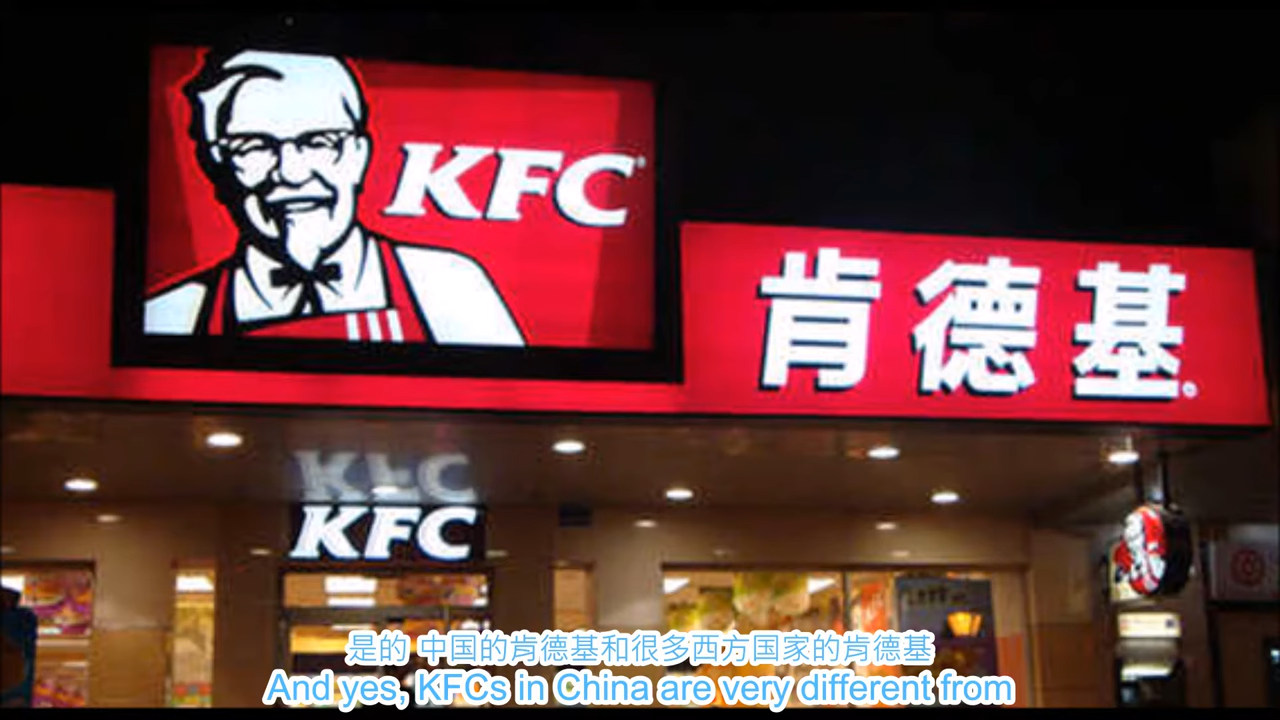 KFC
肯德基
KFC
是的 中国的肯德基和很多西方国家的肯德基
And yes, KFCs in China are very different from